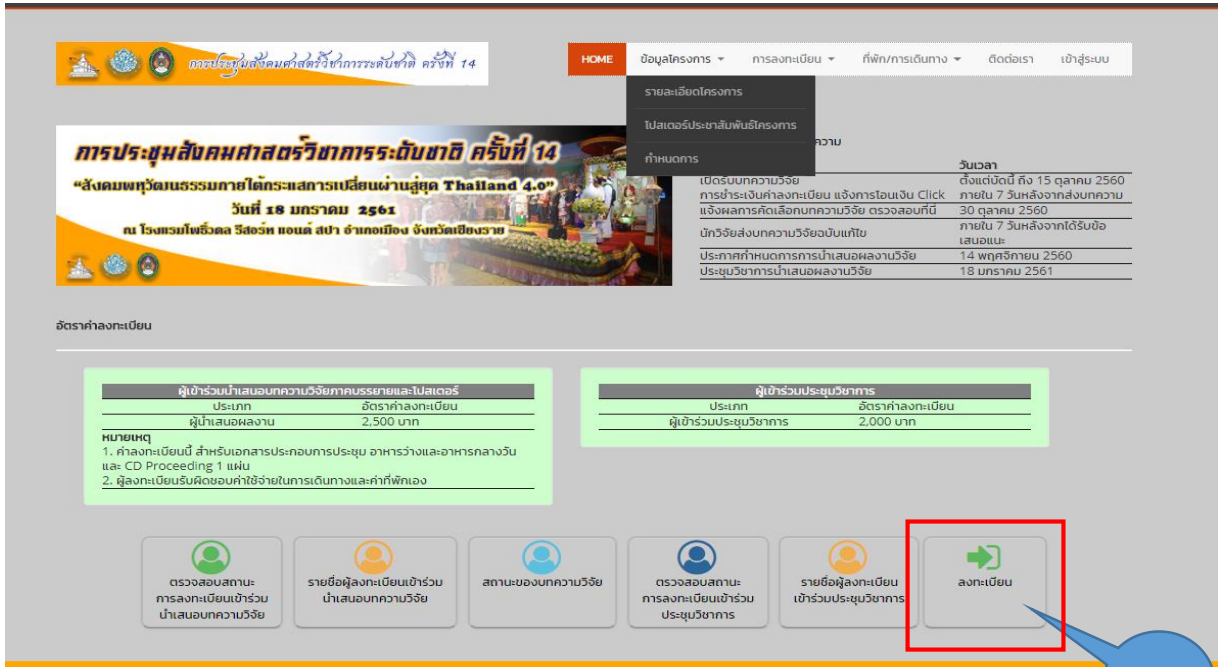 การประชุมสังคมศาสตร์วิชาการระดับชาติ ครั้งที่ 14
HOME ข้อมูลโครงการ การลงทะเบียน ที่พัก/การเดินทาง ติดต่อเรา เข้าสู่ระบบ
รายละเอียดโครงการ
โปสเตอร์ประชาสัมพันธ์โครงการ
กำหนดการ
การประชุมสังคมศาสตร์วิชาการระดับชาติ ครั้งที่ 14
“สังคมพหุวัฒนธรรมภายใต้กระแสการเปลี่ยนผ่านสู่ยุค Thailand 4.0”
วันที่ 18 มกราคม 2561
ณ โรงแรมโพธิ์วดล รีสอร์ท แอนด์ สปา อำเภอเมือง จังหวัดเชียงราย
วันเวลา
เปิดรับบทความวิจัย ตั้งแต่บัดนี้ ถึง 15 ตุลาคม 2560
การชำระเงินค่าลงทะเบียน แจ้งการโอนเงิน Click ภายใน 7 วันหลังจากส่งบทความ
แจ้งผลการคัดเลือกบทความวิจัย ตรวจสอบที่นี่ 30 ตุลาคม 2560
นักวิจัยส่งบทความวิจัยฉบับแก้ไข ภายใน 7 วันหลังจากได้รับข้อ
เสนอแนะ
ประกาศกำหนดการการนำเสนอผลงานวิจัย 14 พฤศจิกายน 2560
ประชุมวิชาการนำเสนอผลงานวิจัย 18 มกราคม 2561
อัตราค่าลงทะเบียน
ผู้เข้าร่วมนำเสนอบทความวิจัยภาคบรรยายและโปสเตอร์
ประเภท อัตราค่าลงทะเบียน
ผู้นำเสนอผลงาน 2,500 บาท
หมายเหตุ
1. ค่าลงทะเบียนนี้ สำหรับเอกสารประกอบการประชุม อาหารว่างและอาหารกลางวัน
และ CD Proceeding 1 แผ่น
2. ผู้ลงทะเบียนรับผิดชอบค่าใช้จ่ายในการเดินทางและค่าที่พักเอง
ผู้เข้าร่วมประชุมวิชาการ
ประเภท อัตราค่าลงทะเบียน
ผู้เข้าร่วมประชุมวิชาการ 2,000 บาท
ตรวจสอบสถานะ
การลงทะเบียนเข้าร่วม
นำเสนอบทความวิจัย
รายชื่อผู้ลงทะเบียนเข้าร่วม
นำเสนอบทความวิจัย
สถานะของบทความวิจัย
ตรวจสอบสถานะ
การลงทะเบียนเข้าร่วม
ประชุมวิชาการ
รายชื่อผู้ลงทะเบียน
เข้าร่วมประชุมวิชาการ
ลงทะเบียน